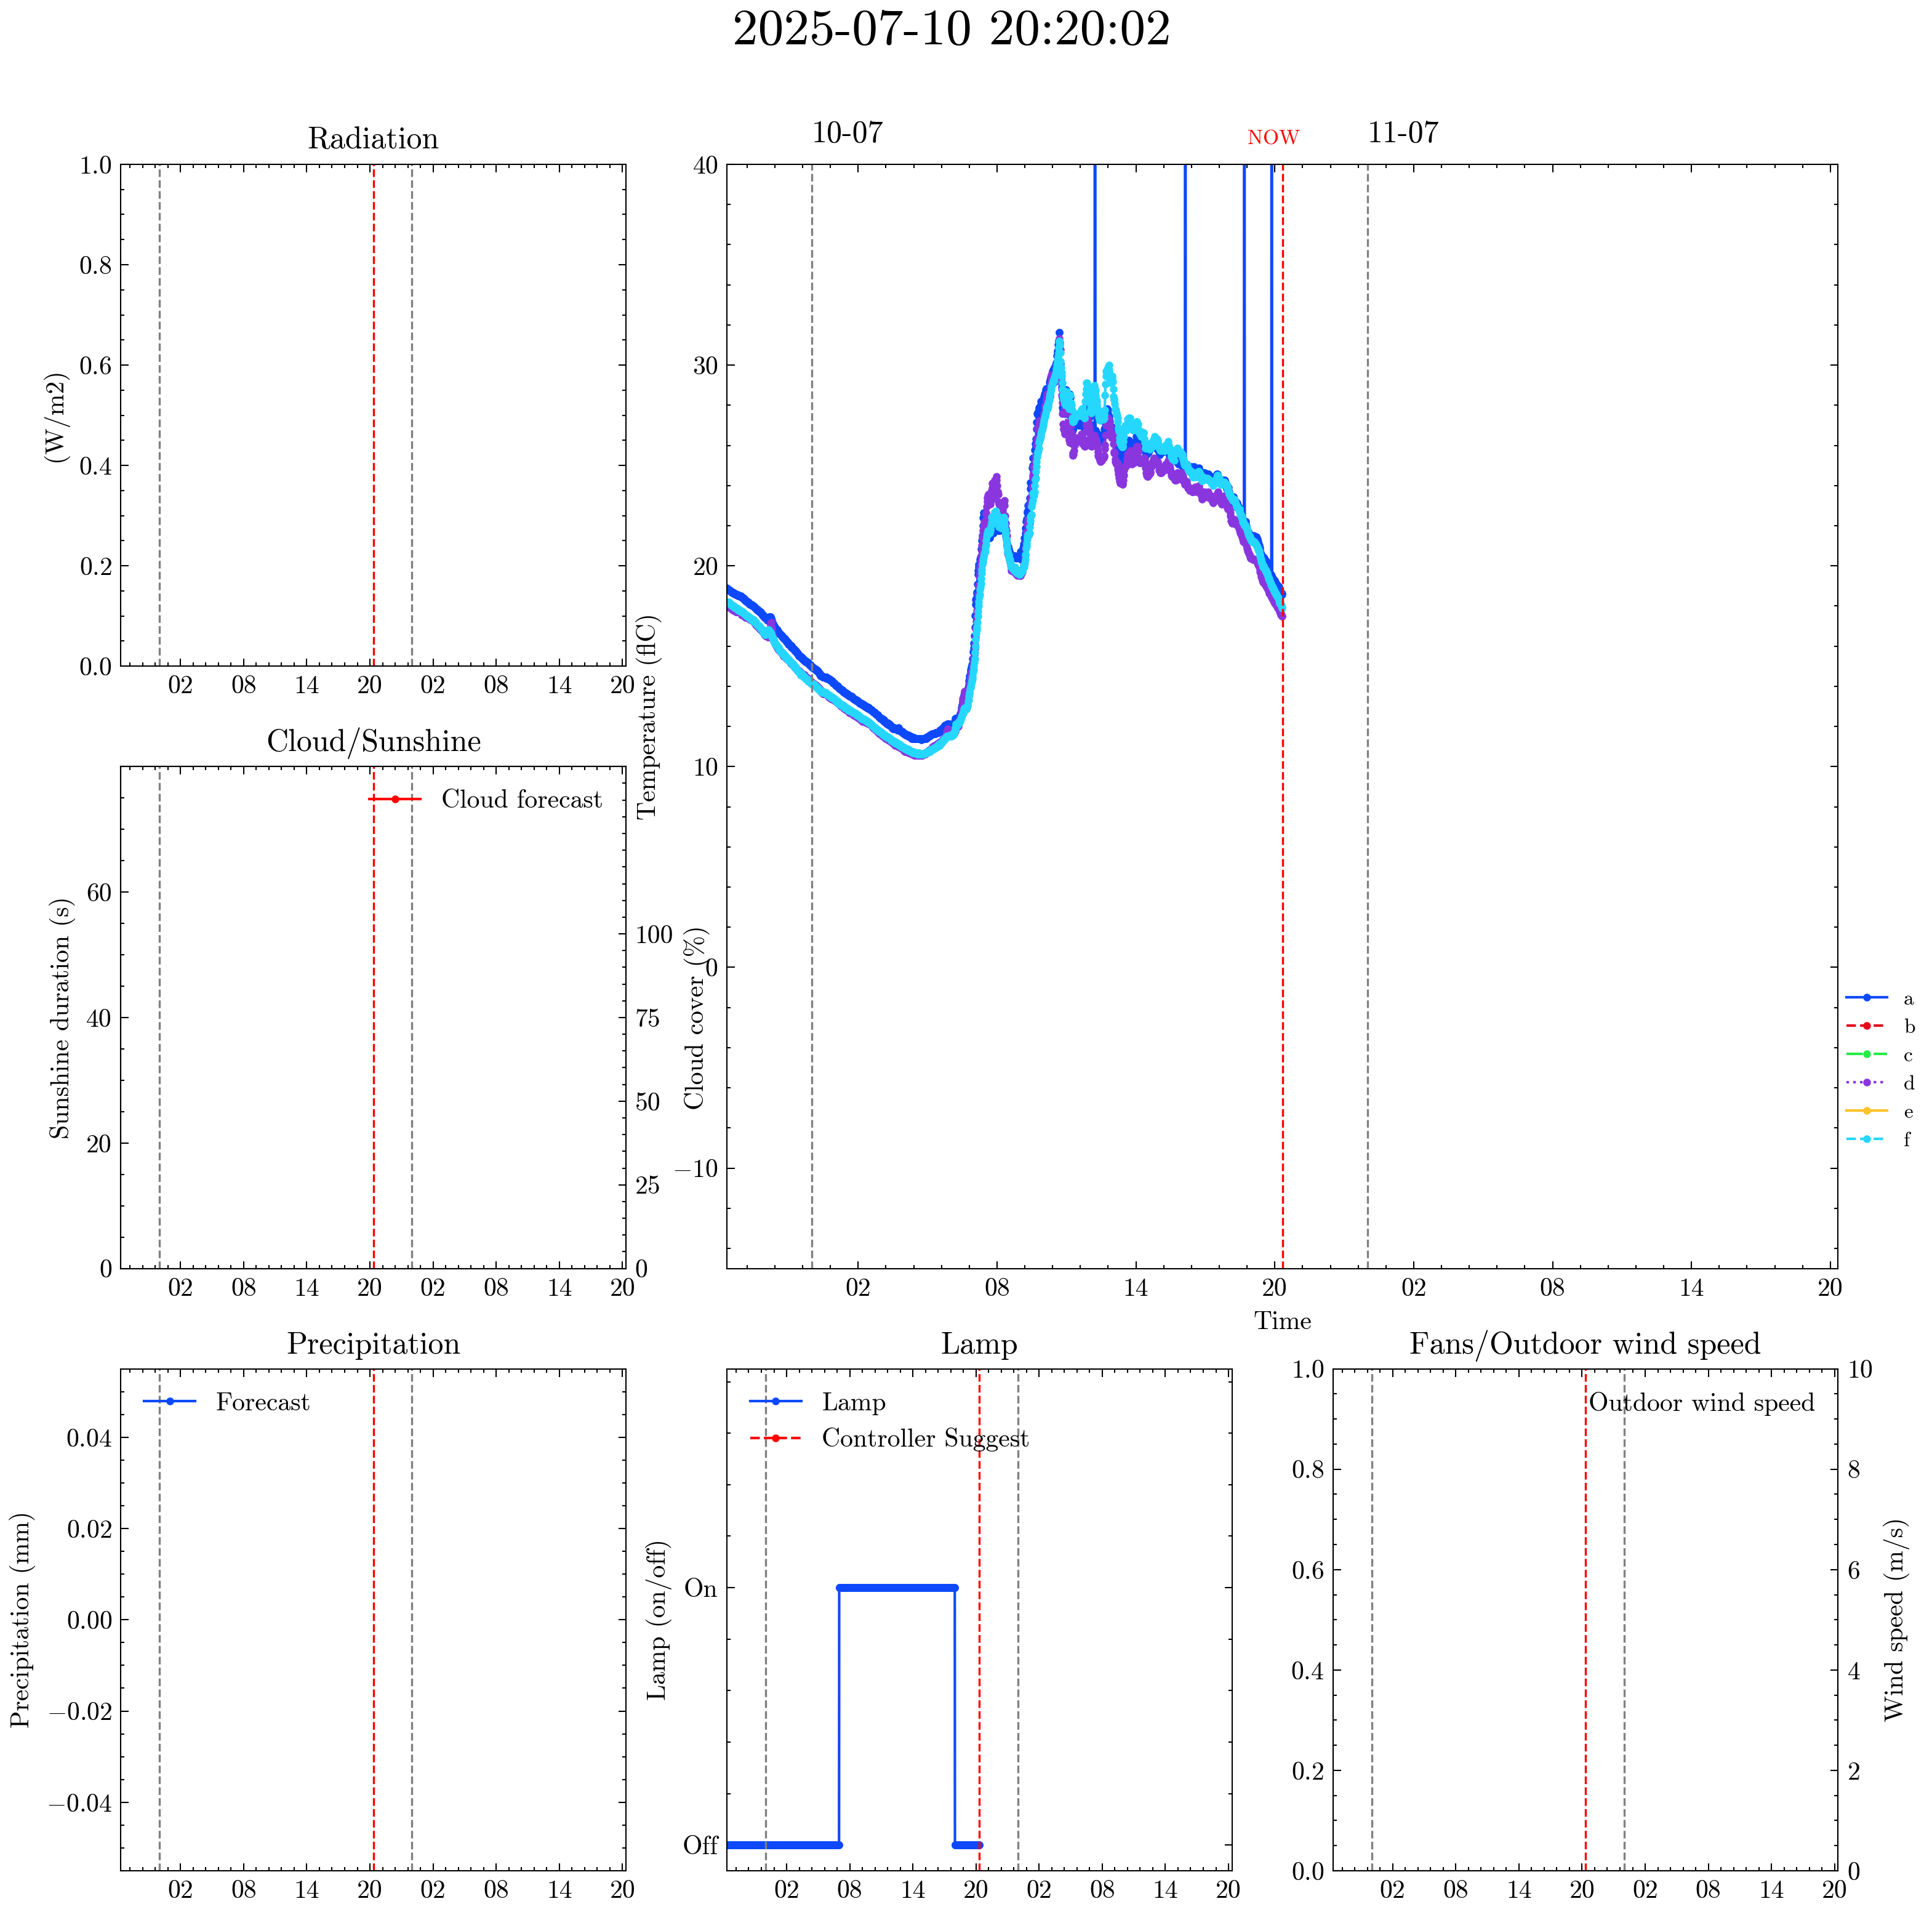 2025-07-10 20:20:02
Radiation
1.0
0.8
0.6
0.4
0.2
0.0
(W/m2)
02 08 14 20 02 08 14 20
10-07 NOW 11-07
40
30
20
10
0
−10
Temperature (flC)
02 08 14 20 02 08 14 20
Time
a
b
c
d
e
f
Cloud/Sunshine
Cloud forecast
60
40
20
0
Sunshine duration (s)
100
75
50
25
0
Cloud cover (%)
02 08 14 20 02 08 14 20
Precipitation
Forecast
0.04
0.02
0.00
−0.02
−0.04
Precipitation (mm)
02 08 14 20 02 08 14 20
Lamp
Lamp
Controller Suggest
On
Off
Lamp (on/off)
02 08 14 20 02 08 14 20
Fans/Outdoor wind speed
Outdoor wind speed
1.0
0.8
0.6
0.4
0.2
0.0
10
8
6
4
2
0
Wind speed (m/s)
02 08 14 20 02 08 14 20